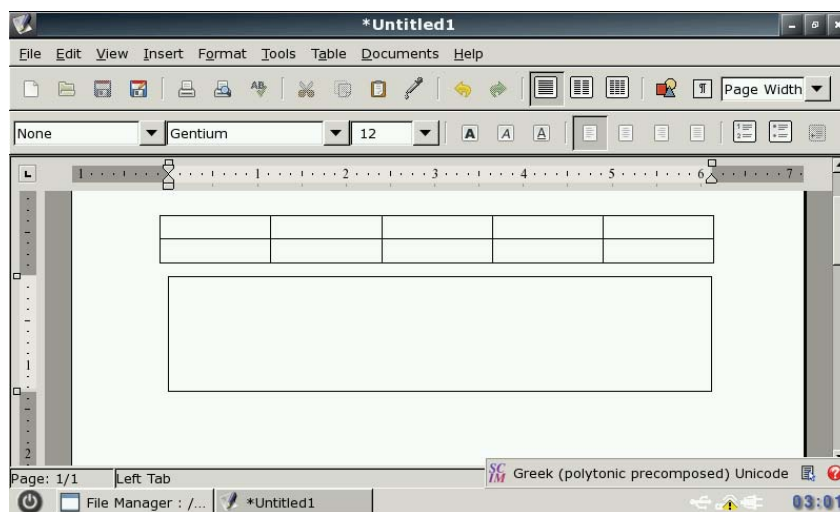 *Untitled1
File Edit View Insert Format Tools Table Documents Help
Page Width
None Gentium 12
L 1 1 2 3 4 5 6 7
1
2
SCIM Greek (polytonic precomposed) Unicode
Page: 1/1 Left Tab
File Manager : /... *Untitled1 03:01